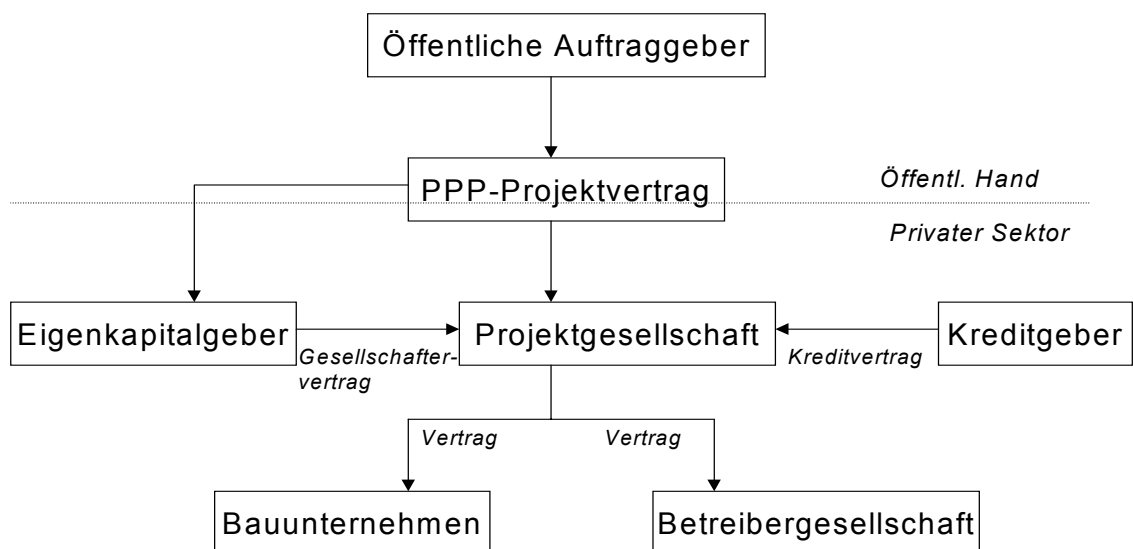 Öffentliche Auftraggeber
PPP-Projektvertrag
Öffentl. Hand
Privater Sektor
Eigenkapitalgeber
Projektgesellschaft
Kreditgeber
Gesellschafter-
vertrag
Kreditvertrag
Vertrag
Vertrag
Bauunternehmen
Betreibergesellschaft